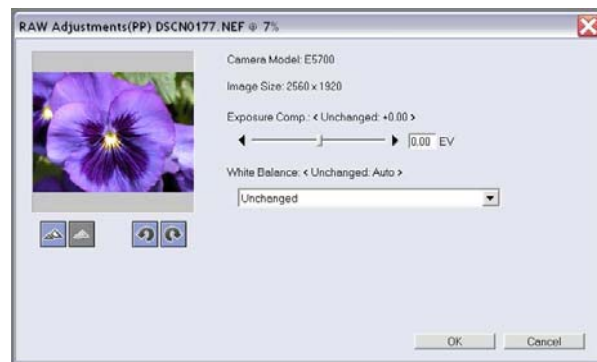 RAW Adjustments(PP) DSCN0177.NEF @ 7%
Camera Model: E5700
Image Size: 2560 x 1920
Exposure Comp.: < Unchanged: +0.00 >
0.00 EV
White Balance: < Unchanged: Auto >
Unchanged
OK Cancel